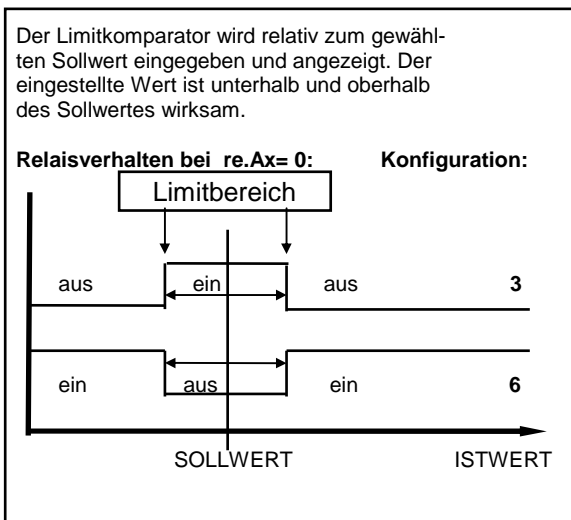 Der Limitkomparator wird relativ zum gewähl-
ten Sollwert eingegeben und angezeigt. Der
eingestellte Wert ist unterhalb und oberhalb
des Sollwertes wirksam.
Relaisverhalten bei re.Ax= 0: Konfiguration:
Limitbereich
aus ein aus 3
ein aus ein 6
SOLLWERT ISTWERT